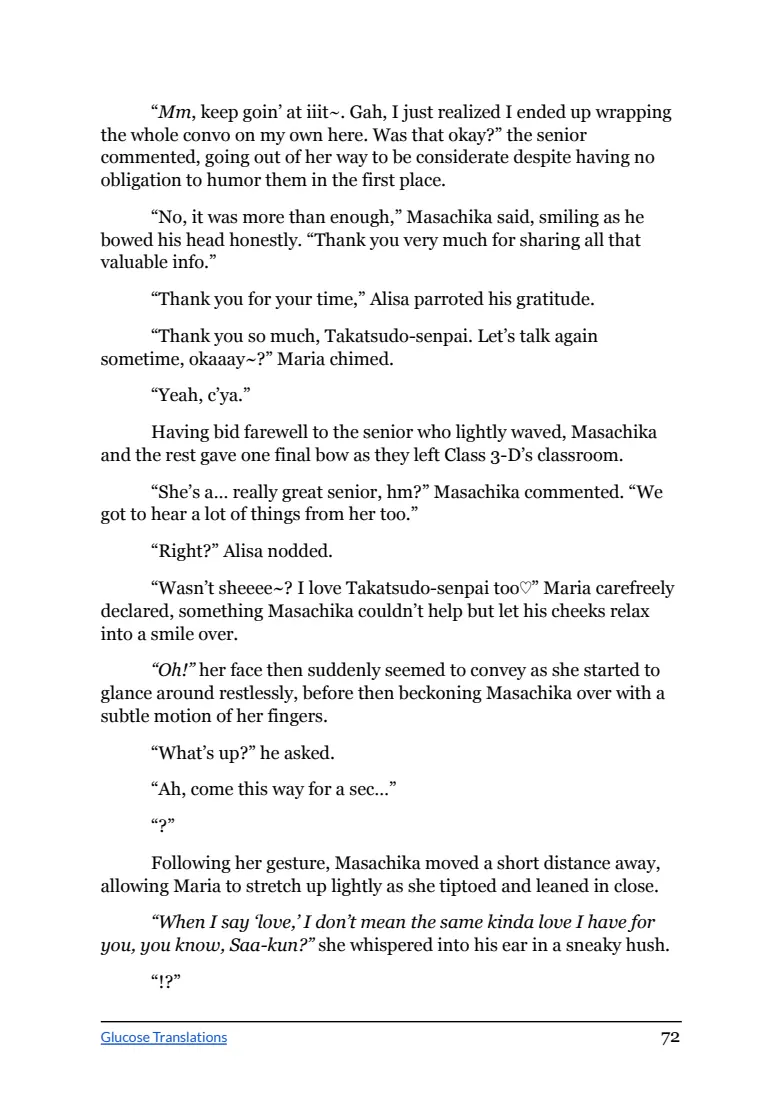 “Mm, keep goin’ at iiit~. Gah, I just realized I ended up wrapping
the whole convo on my own here. Was that okay?” the senior
commented, going out of her way to be considerate despite having no
obligation to humor them in the first place.
“No, it was more than enough,” Masachika said, smiling as he
bowed his head honestly. “Thank you very much for sharing all that
valuable info.”
“Thank you for your time,” Alisa parroted his gratitude.
“Thank you so much, Takatsudo-senpai. Let’s talk again
sometime, okaaay~?” Maria chimed.
“Yeah, c’ya.”
Having bid farewell to the senior who lightly waved, Masachika
and the rest gave one final bow as they left Class 3-D’s classroom.
“She’s a… really great senior, hm?” Masachika commented. “We
got to hear a lot of things from her too.”
“Right?” Alisa nodded.
“Wasn’t sheeee~? I love Takatsudo-senpai too♡” Maria carefreely
declared, something Masachika couldn’t help but let his cheeks relax
into a smile over.
“Oh!” her face then suddenly seemed to convey as she started to
glance around restlessly, before then beckoning Masachika over with a
subtle motion of her fingers.
“What’s up?” he asked.
“Ah, come this way for a sec…”
“?”
Following her gesture, Masachika moved a short distance away,
allowing Maria to stretch up lightly as she tiptoed and leaned in close.
“When I say ‘love,’ I don’t mean the same kinda love I have for
you, you know, Saa-kun?” she whispered into his ear in a sneaky hush.
“!?”
Glucose Translations 72